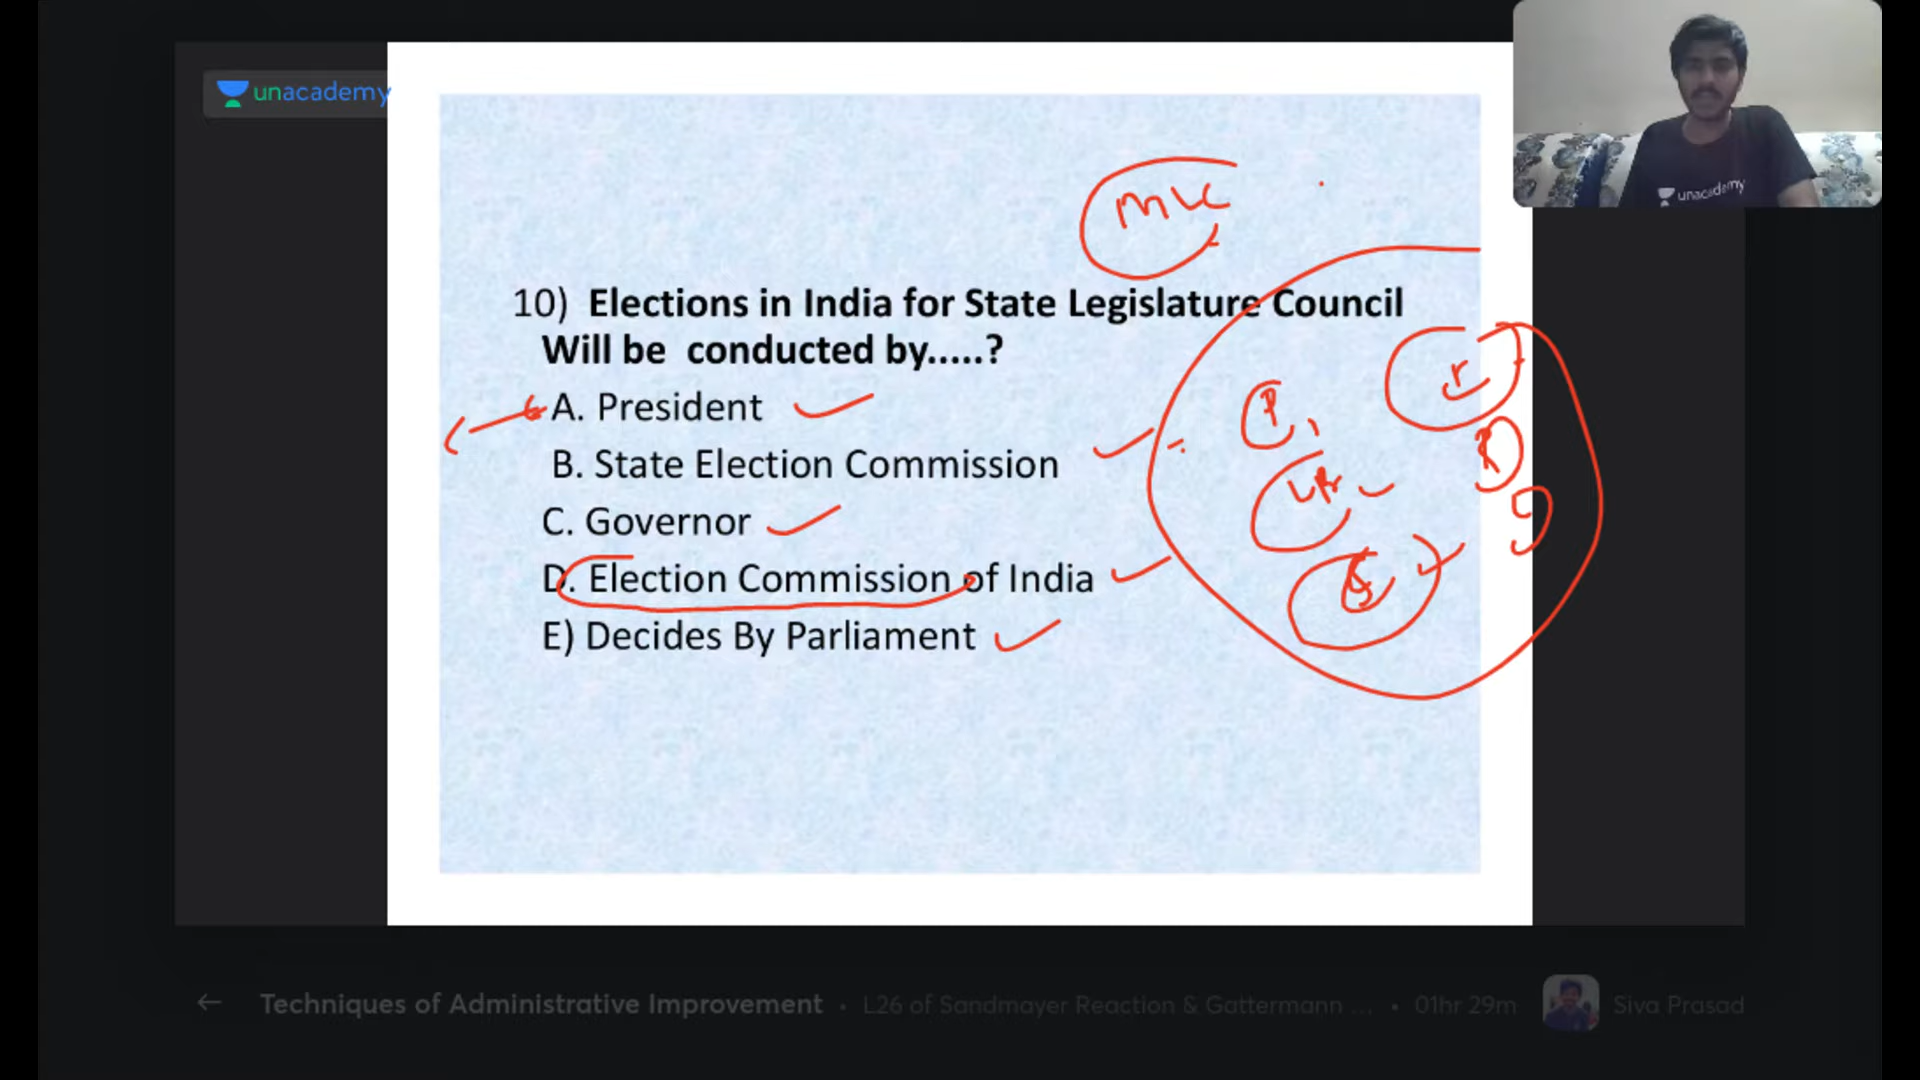 unacademy
unacademy
MLC
10) Elections in India for State Legislature Council
Will be conducted by.....?
A. President
B. State Election Commission
C. Governor
D. Election Commission of India
E) Decides By Parliament
P
r
Techniques of Administrative Improvement • L26 of Sandmayer Reaction & Gattermann ... • 01hr 29m Siva Prasad